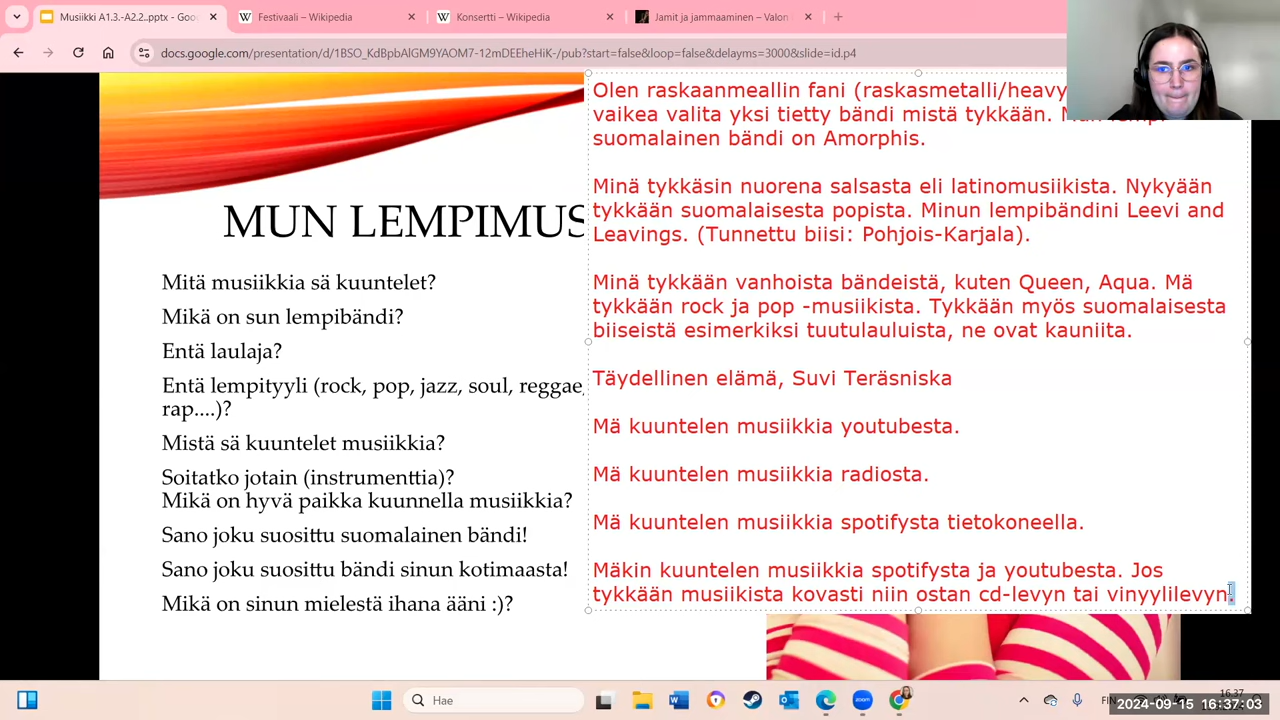 Musiikki A1.3.-A2.2..pptx - Goo
Festivaali – Wikipedia
Konsertti – Wikipedia
Jamit ja jammaaminen – Valon
docs.google.com/presentation/d/1BSO_KdBpbAlGM9YAOM7-12mDEEheHiK-/pub?start=false&loop=false&delayms=3000&slide=id.p4
MUN LEMPIMUS
Mitä musiikkia sä kuuntelet?
Mikä on sun lempibändi?
Entä laulaja?
Entä lempityyli (rock, pop, jazz, soul, reggae,
rap....)?
Mistä sä kuuntelet musiikkia?
Soitatko jotain (instrumenttia)?
Mikä on hyvä paikka kuunnella musiikkia?
Sano joku suosittu suomalainen bändi!
Sano joku suosittu bändi sinun kotimaasta!
Mikä on sinun mielestä ihana ääni :)?
Olen raskaanmeallin fani (raskasmetalli/heavy
vaikea valita yksi tietty bändi mistä tykkään. Mun lempi
suomalainen bändi on Amorphis.
Minä tykkäsin nuorena salsasta eli latinomusiikista. Nykyään
tykkään suomalaisesta popista. Minun lempibändini Leevi and
Leavings. (Tunnettu biisi: Pohjois-Karjala).
Minä tykkään vanhoista bändeistä, kuten Queen, Aqua. Mä
tykkään rock ja pop -musiikista. Tykkään myös suomalaisesta
biiseistä esimerkiksi tuutulauluista, ne ovat kauniita.
Täydellinen elämä, Suvi Teräsniska
Mä kuuntelen musiikkia youtubesta.
Mä kuuntelen musiikkia radiosta.
Mä kuuntelen musiikkia spotifysta tietokoneella.
Mäkin kuuntelen musiikkia spotifysta ja youtubesta. Jos
tykkään musiikista kovasti niin ostan cd-levyn tai vinyylilevyn.
Hae
FIN
16.37
2024-09-15 16:37:03